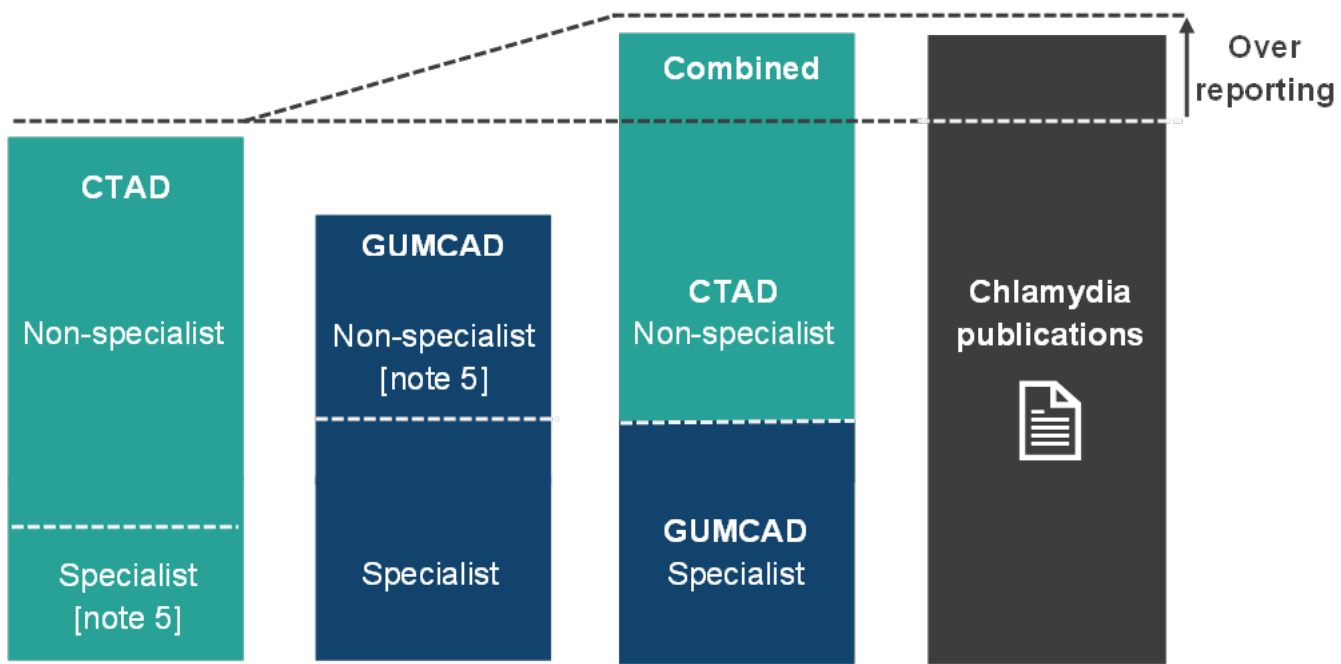 CTAD
Non-specialist
Specialist
[note 5]
GUMCAD
Non-specialist
[note 5]
Specialist
Combined
CTAD
Non-specialist
GUMCAD
Specialist
Chlamydia
publications
Over
reporting